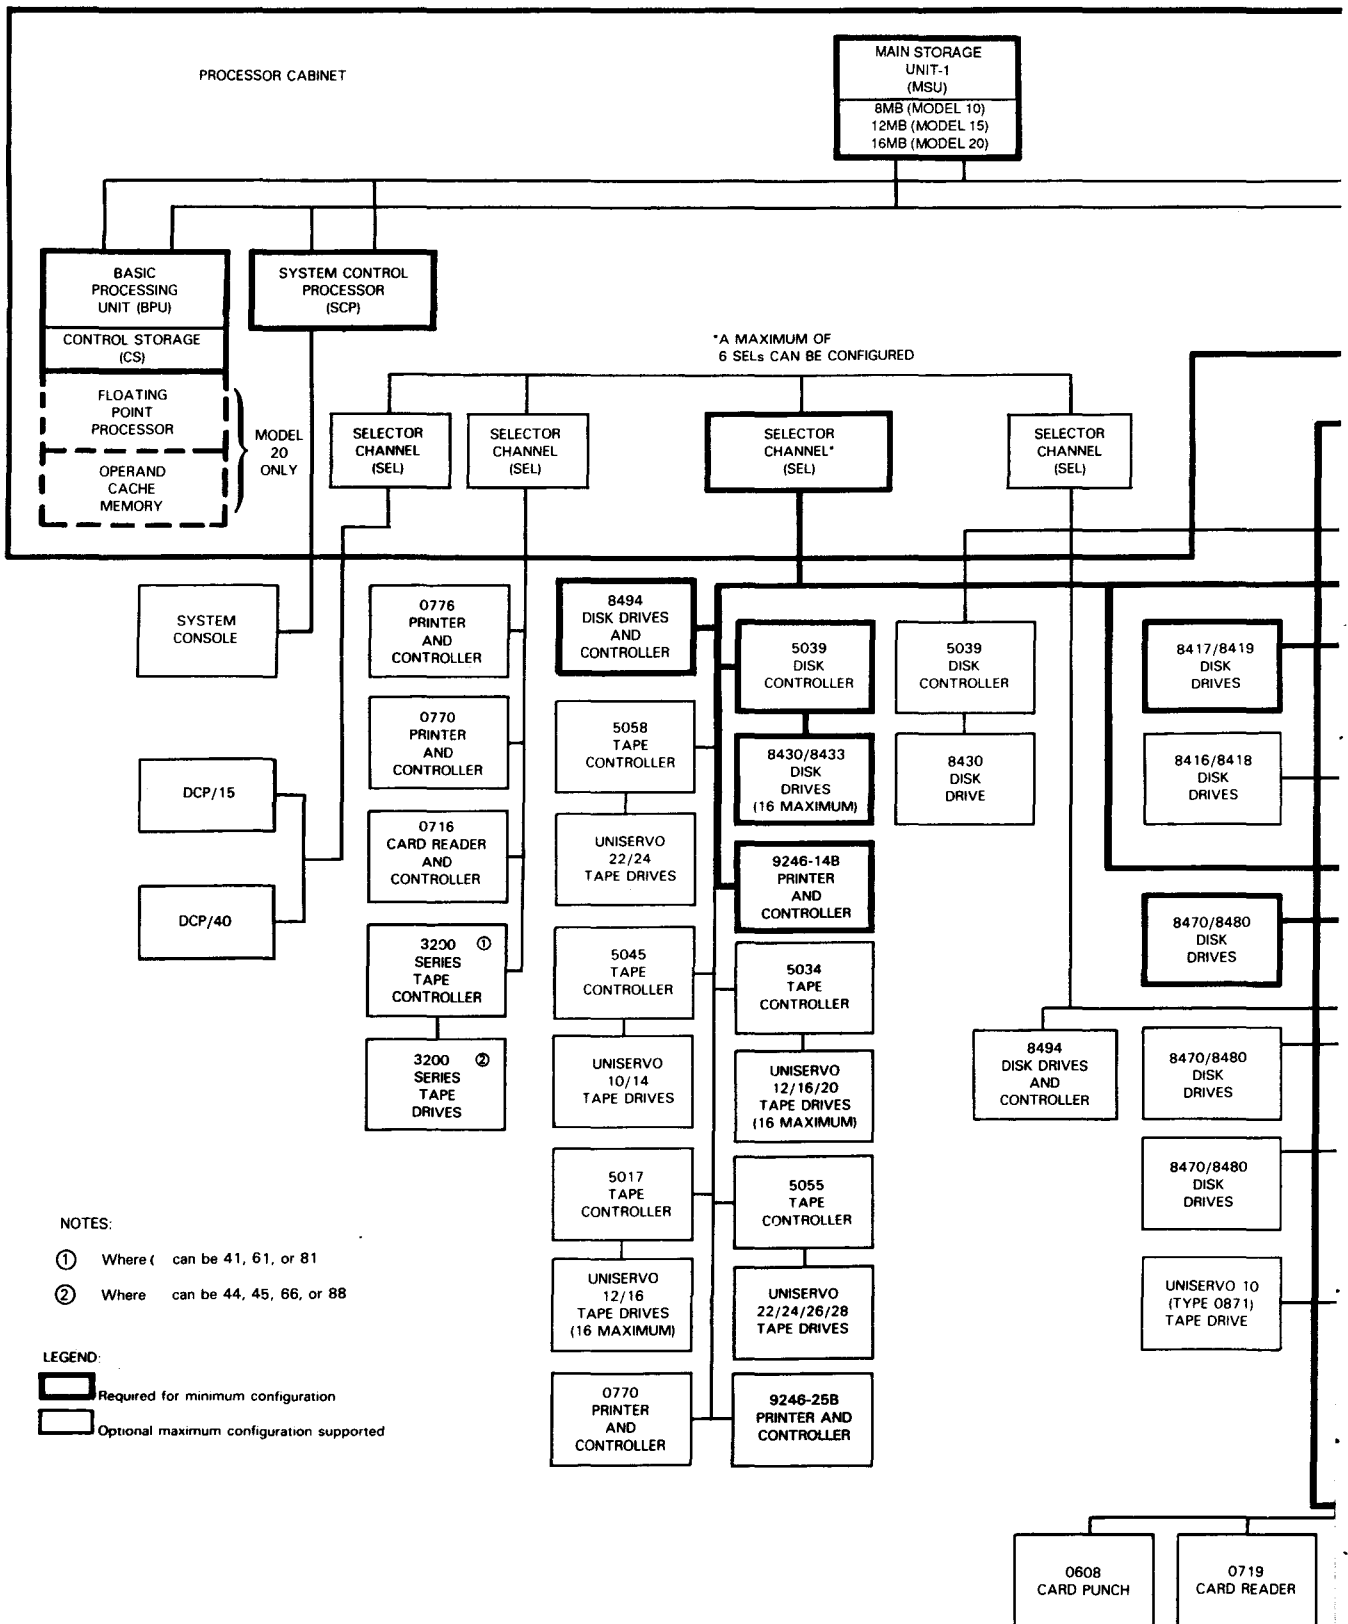 PROCESSOR CABINET
MAIN STORAGE
UNIT-1
(MSU)
8MB (MODEL 10)
12MB (MODEL 15)
16MB (MODEL 20)
BASIC
PROCESSING
UNIT (BPU)
CONTROL STORAGE
(CS)
FLOATING
POINT
PROCESSOR
OPERAND
CACHE
MEMORY
MODEL
20
ONLY
SYSTEM CONTROL
PROCESSOR
(SCP)
*A MAXIMUM OF
6 SELs CAN BE CONFIGURED
SELECTOR
CHANNEL
(SEL)
SELECTOR
CHANNEL
(SEL)
SELECTOR
CHANNEL*
(SEL)
SELECTOR
CHANNEL
(SEL)
SYSTEM
CONSOLE
DCP/15
DCP/40
0776
PRINTER
AND
CONTROLLER
0770
PRINTER
AND
CONTROLLER
0716
CARD READER
AND
CONTROLLER
3200 ①
SERIES
TAPE
CONTROLLER
3200 ②
SERIES
TAPE
DRIVES
8494
DISK DRIVES
AND
CONTROLLER
5058
TAPE
CONTROLLER
UNISERVO
22/24
TAPE DRIVES
5045
TAPE
CONTROLLER
UNISERVO
10/14
TAPE DRIVES
5017
TAPE
CONTROLLER
UNISERVO
12/16
TAPE DRIVES
(16 MAXIMUM)
0770
PRINTER
AND
CONTROLLER
5039
DISK
CONTROLLER
8430/8433
DISK
DRIVES
(16 MAXIMUM)
9246-14B
PRINTER
AND
CONTROLLER
5034
TAPE
CONTROLLER
UNISERVO
12/16/20
TAPE DRIVES
(16 MAXIMUM)
5055
TAPE
CONTROLLER
UNISERVO
22/24/26/28
TAPE DRIVES
9246-25B
PRINTER AND
CONTROLLER
5039
DISK
CONTROLLER
8430
DISK
DRIVE
8494
DISK DRIVES
AND
CONTROLLER
8417/8419
DISK
DRIVES
8416/8418
DISK
DRIVES
8470/8480
DISK
DRIVES
8470/8480
DISK
DRIVES
8470/8480
DISK
DRIVES
UNISERVO 10
(TYPE 0871)
TAPE DRIVE
NOTES:
① Where ( can be 41, 61, or 81
② Where can be 44, 45, 66, or 88
LEGEND:
Required for minimum configuration
Optional maximum configuration supported
0608
CARD PUNCH
0719
CARD READER